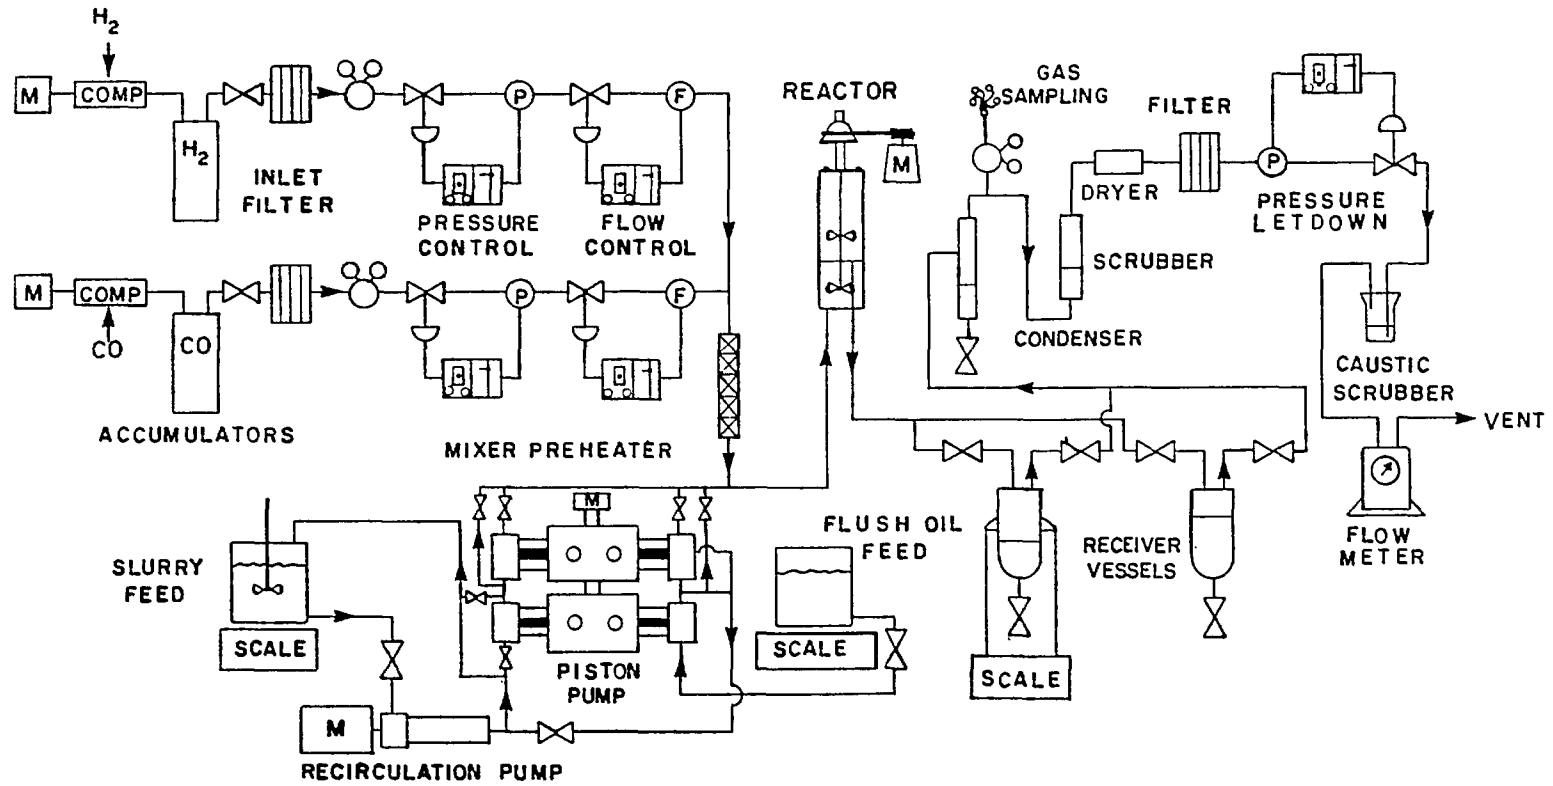 H2
M
COMP
H2
INLET
FILTER
P
F
PRESSURE
CONTROL
FLOW
CONTROL
M
COMP
CO
CO
P
F
ACCUMULATORS
MIXER PREHEATER
REACTOR
M
GAS
SAMPLING
FILTER
DRYER
P
PRESSURE
LETDOWN
SCRUBBER
CONDENSER
CAUSTIC
SCRUBBER
VENT
FLOW
METER
RECEIVER
VESSELS
SCALE
FLUSH OIL
FEED
SCALE
M
PISTON
PUMP
SLURRY
FEED
SCALE
M
RECIRCULATION PUMP